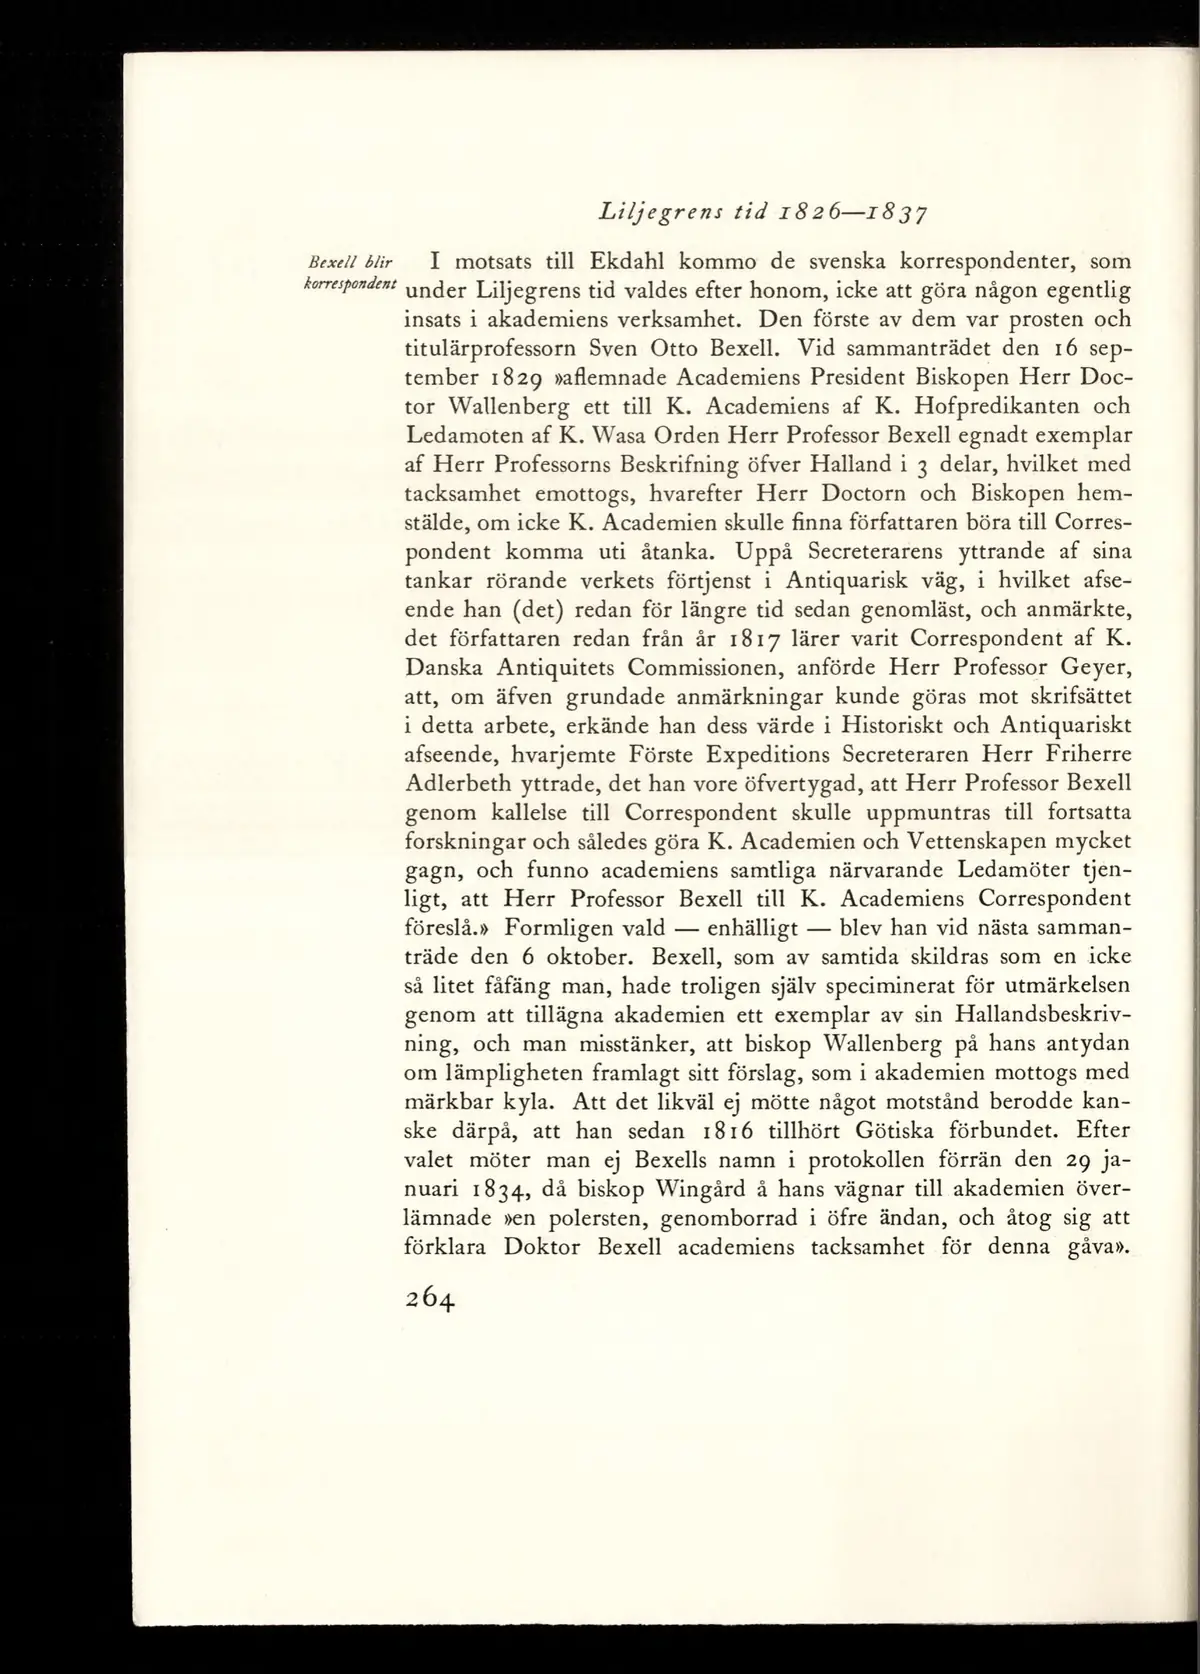 Liljegrens tid 1826—1837
Bexell blir
korrespondent
I motsats till Ekdahl kommo de svenska korrespondenter, som
under Liljegrens tid valdes efter honom, icke att göra någon egentlig
insats i akademiens verksamhet. Den förste av dem var prosten och
titulärprofessorn Sven Otto Bexell. Vid sammanträdet den 16 sep-
tember 1829 »aflemnade Academiens President Biskopen Herr Doc-
tor Wallenberg ett till K. Academiens af K. Hofpredikanten och
Ledamoten af K. Wasa Orden Herr Professor Bexell egnadt exemplar
af Herr Professorns Beskrifning öfver Halland i 3 delar, hvilket med
tacksamhet emottogs, hvarefter Herr Doctorn och Biskopen hem-
stälde, om icke K. Academien skulle finna författaren böra till Corres-
pondent komma uti åtanka. Uppå Secreterarens yttrande af sina
tankar rörande verkets förtjenst i Antiquarisk väg, i hvilket afse-
ende han (det) redan för längre tid sedan genomläst, och anmärkte,
det författaren redan från år 1817 lärer varit Correspondent af K.
Danska Antiquitets Commissionen, anförde Herr Professor Geyer,
att, om äfven grundade anmärkningar kunde göras mot skrifsättet
i detta arbete, erkände han dess värde i Historiskt och Antiquariskt
afseende, hvarjemte Förste Expeditions Secreteraren Herr Friherre
Adlerbeth yttrade, det han vore öfvertygad, att Herr Professor Bexell
genom kallelse till Correspondent skulle uppmuntras till fortsatta
forskningar och således göra K. Academien och Vettenskapen mycket
gagn, och funno academiens samtliga närvarande Ledamöter tjen-
ligt, att Herr Professor Bexell till K. Academiens Correspondent
föreslå.» Formligen vald — enhälligt — blev han vid nästa samman-
träde den 6 oktober. Bexell, som av samtida skildras som en icke
så litet fåfäng man, hade troligen själv speciminerat för utmärkelsen
genom att tillägna akademien ett exemplar av sin Hallandsbeskriv-
ning, och man misstänker, att biskop Wallenberg på hans antydan
om lämpligheten framlagt sitt förslag, som i akademien mottogs med
märkbar kyla. Att det likväl ej mötte något motstånd berodde kan-
ske därpå, att han sedan 1816 tillhört Götiska förbundet. Efter
valet möter man ej Bexells namn i protokollen förrän den 29 ja-
nuari 1834, då biskop Wingård å hans vägnar till akademien över-
lämnade »en polersten, genomborrad i öfre ändan, och åtog sig att
förklara Doktor Bexell academiens tacksamhet för denna gåva».
264